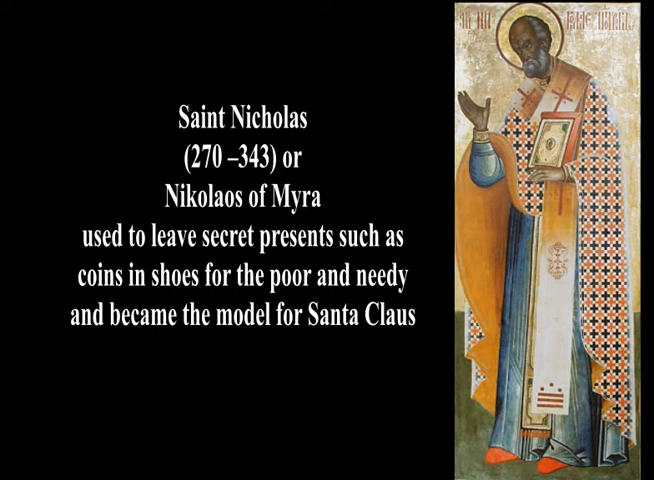 Saint Nicholas
(270 –343) or
Nikolaos of Myra
used to leave secret presents such as
coins in shoes for the poor and needy
and became the model for Santa Claus